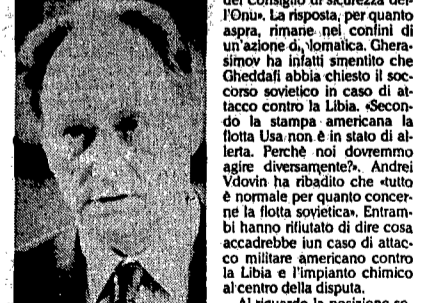 del Consiglio di sicurezza del-
l'Onu». La risposta, per quanto
aspra, rimane nei confini di
un'azione diplomatica. Ghera-
simov ha infatti smentito che
Gheddafi abbia chiesto il soc-
corso sovietico in caso di at-
tacco contro la Libia. «Secon-
do la stampa americana la
flotta Usa non è in stato di al-
lerta. Perchè noi dovremmo
agire diversamente?». Andrei
Vdovin ha ribadito che «tutto
è normale per quanto concer-
ne la flotta sovietica». Entram-
bi hanno rifiutato di dire cosa
accadrebbe iun caso di attac-
co militare americano contro
la Libia e l'impianto chimico
al centro della disputa.
Al riguardo la posizione so-